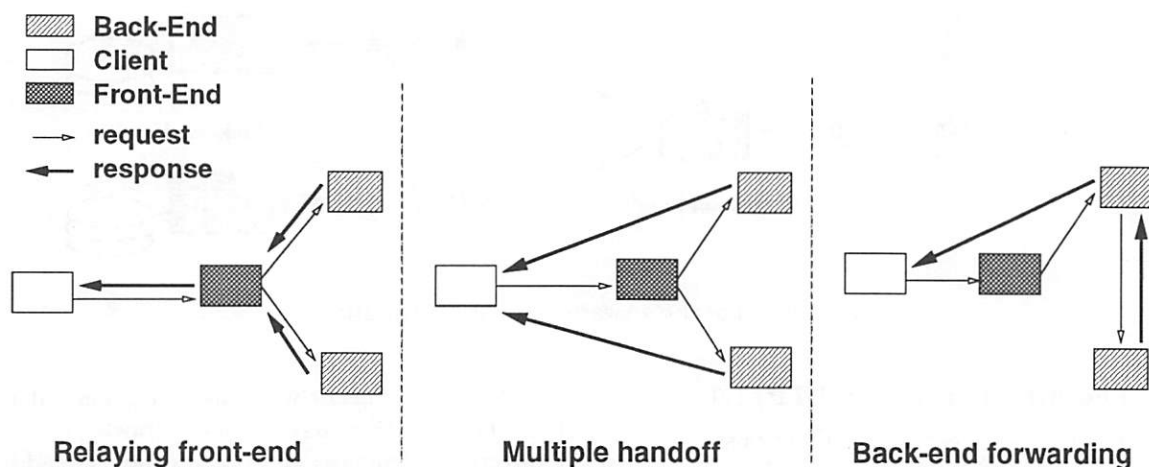 Back-End
Client
Front-End
request
response
Relaying front-end
Multiple handoff
Back-end forwarding